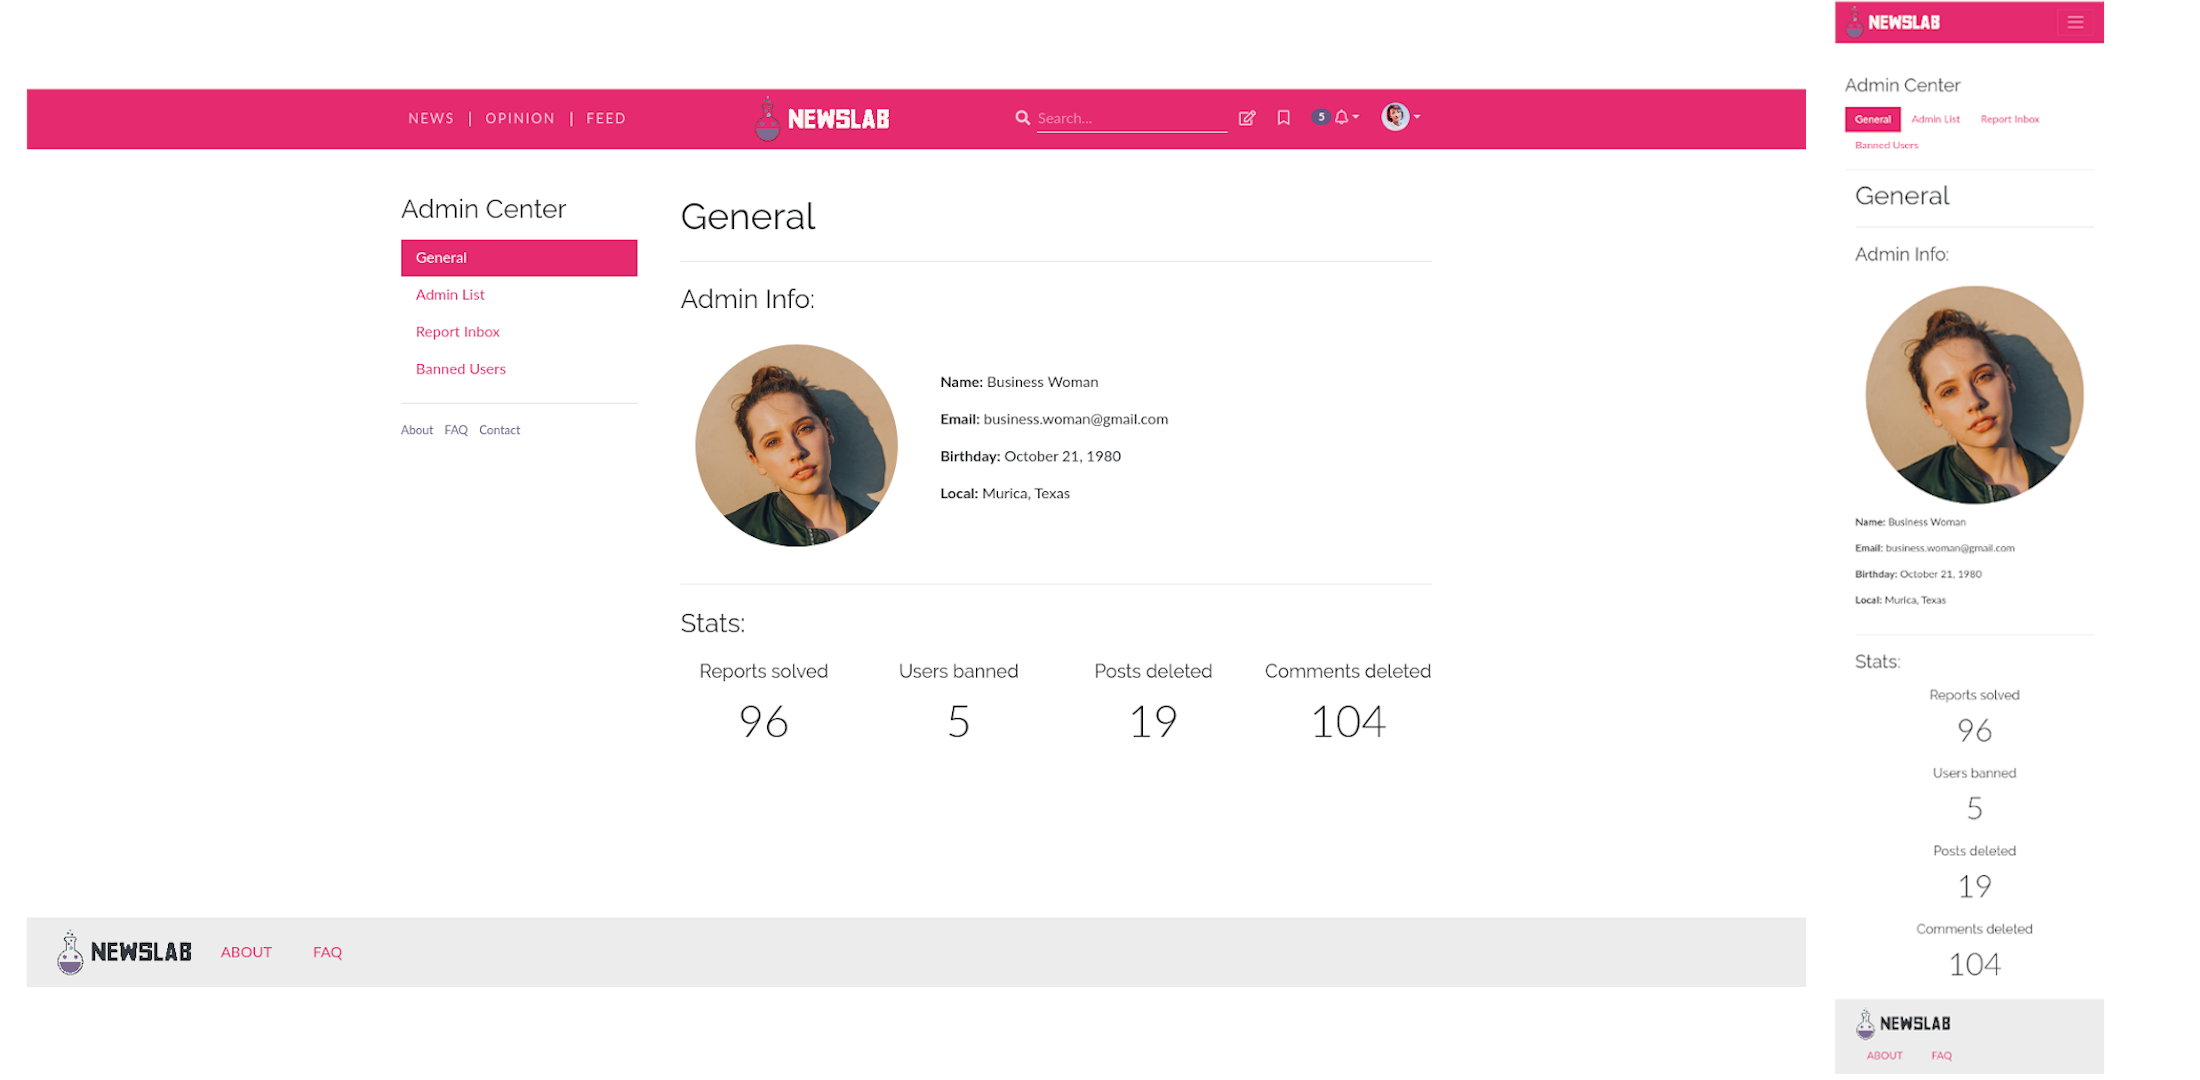 NEWS | OPINION | FEED
NEWSLAB
Search...
5
Admin Center
General
Admin List
Report Inbox
Banned Users
About FAQ Contact
General
Admin Info:
Name: Business Woman
Email: business.woman@gmail.com
Birthday: October 21, 1980
Local: Murica, Texas
Stats:
Reports solved
96
Users banned
5
Posts deleted
19
Comments deleted
104
NEWSLAB
ABOUT FAQ
NEWSLAB
Admin Center
General Admin List Report Inbox
Banned Users
General
Admin Info:
Name: Business Woman
Email: business.woman@gmail.com
Birthday: October 21, 1980
Local: Murica, Texas
Stats:
Reports solved
96
Users banned
5
Posts deleted
19
Comments deleted
104
NEWSLAB
ABOUT FAQ